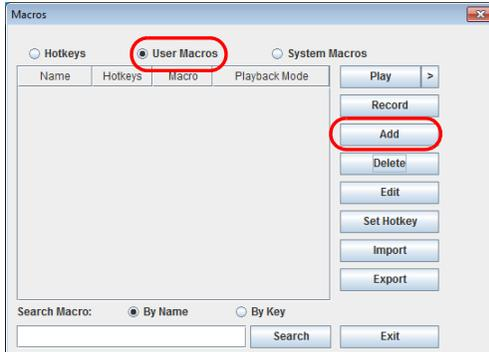 Macros
Hotkeys User Macros System Macros
Name Hotkeys Macro Playback Mode Play >
Record
Add
Delete
Edit
Set Hotkey
Import
Export
Search Macro: By Name By Key
Search Exit